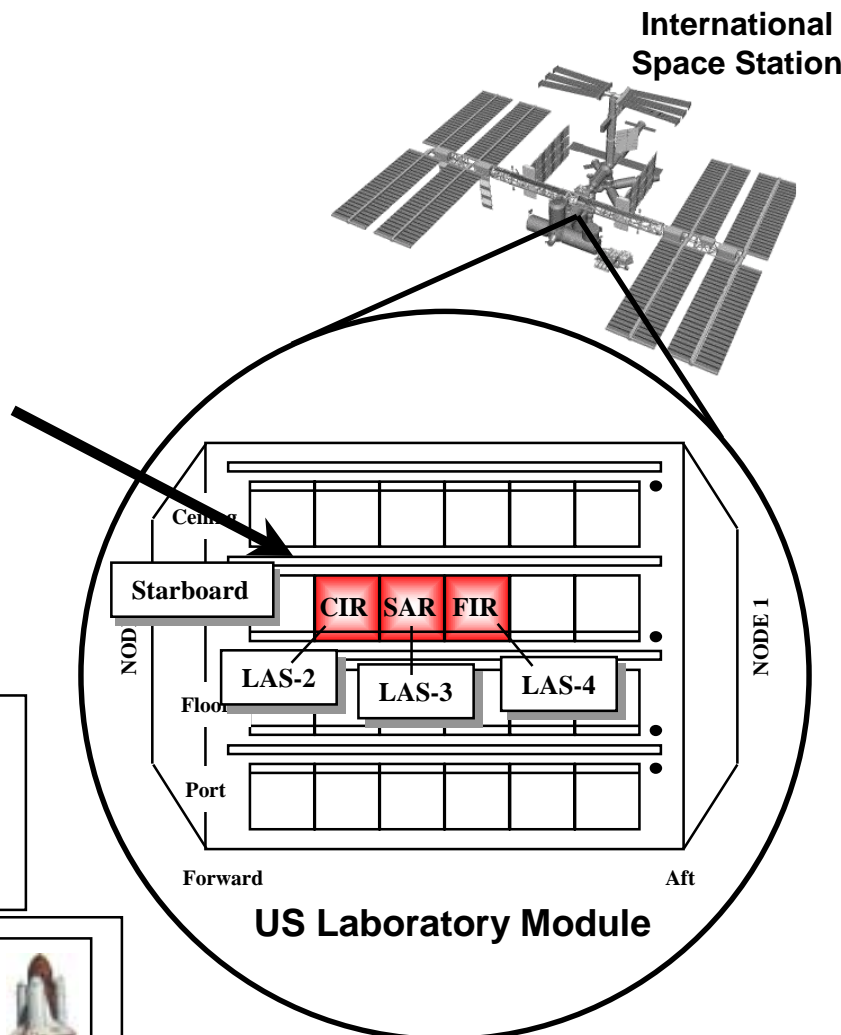 International
Space Station
Ceiling
Starboard
CIR SAR FIR
NODE 1
LAS-2
LAS-3
LAS-4
Floor
Port
Forward
Aft
US Laboratory Module